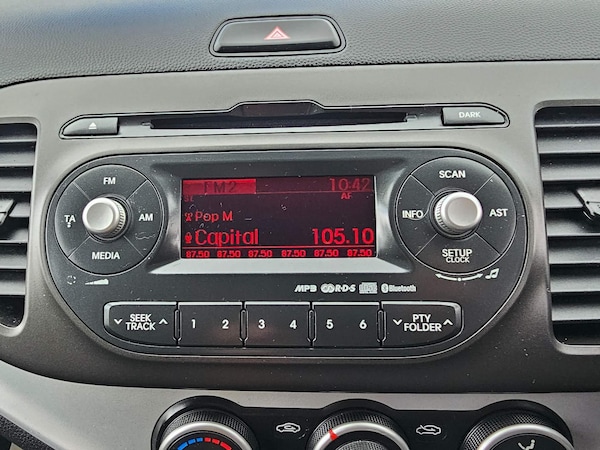 DARK
FM
SCAN
FM2 10:42
ST AF
TA AM
INFO AST
Pop M
Capital 105.10
MEDIA
SETUP
CLOCK
87.50 87.50 87.50 87.50 87.50 87.50
MP3 R·D·S Bluetooth
SEEK
TRACK
1 2 3 4 5 6
PTY
FOLDER